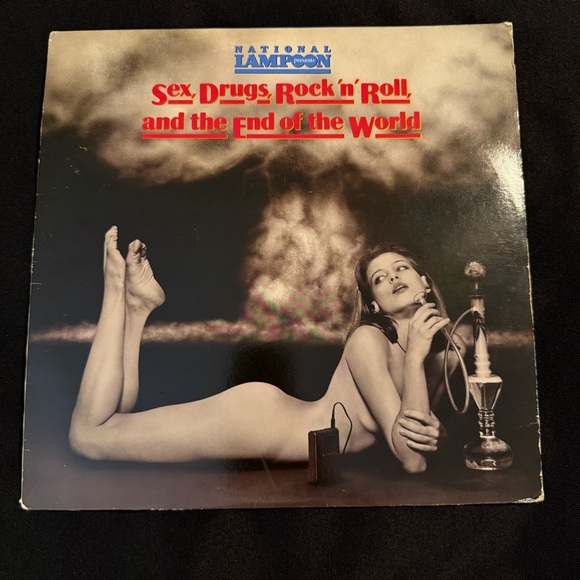 NATIONAL
LAMPOON
presents
Sex, Drugs, Rock 'n' Roll,
and the End of the World